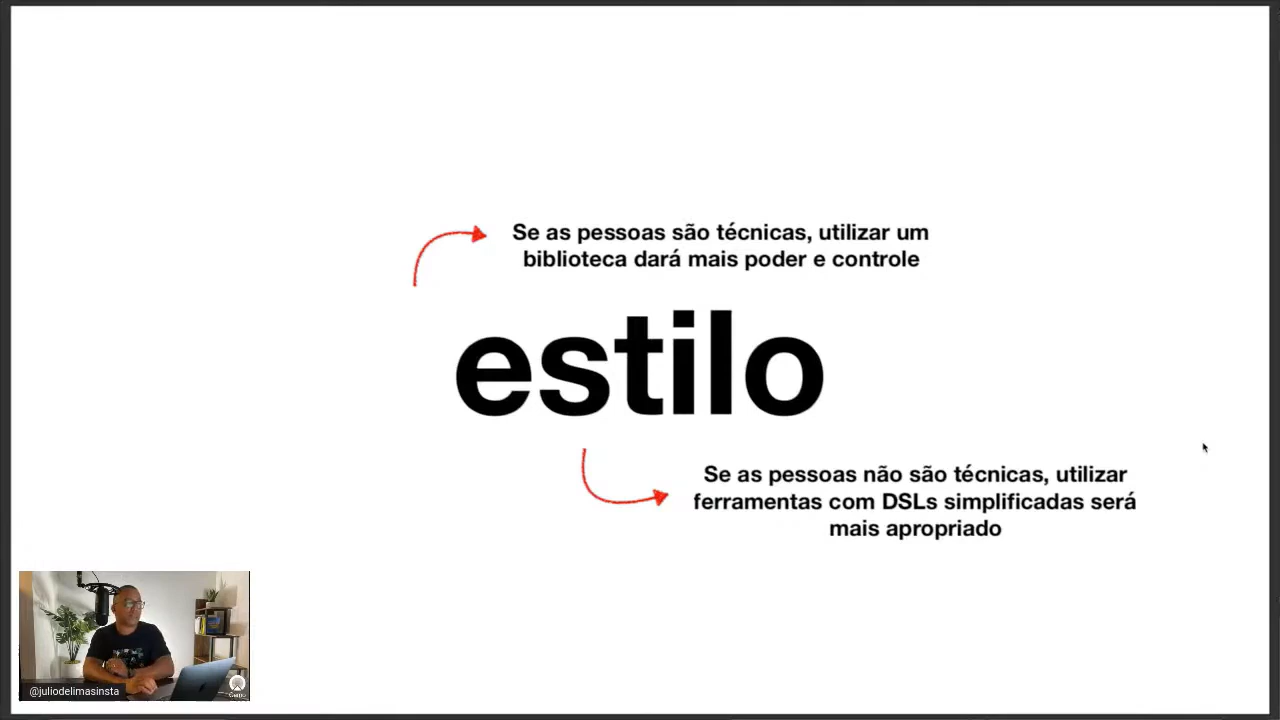 Se as pessoas são técnicas, utilizar um
biblioteca dará mais poder e controle
estilo
Se as pessoas não são técnicas, utilizar
ferramentas com DSLs simplificadas será
mais apropriado
@juliodelimasinsta